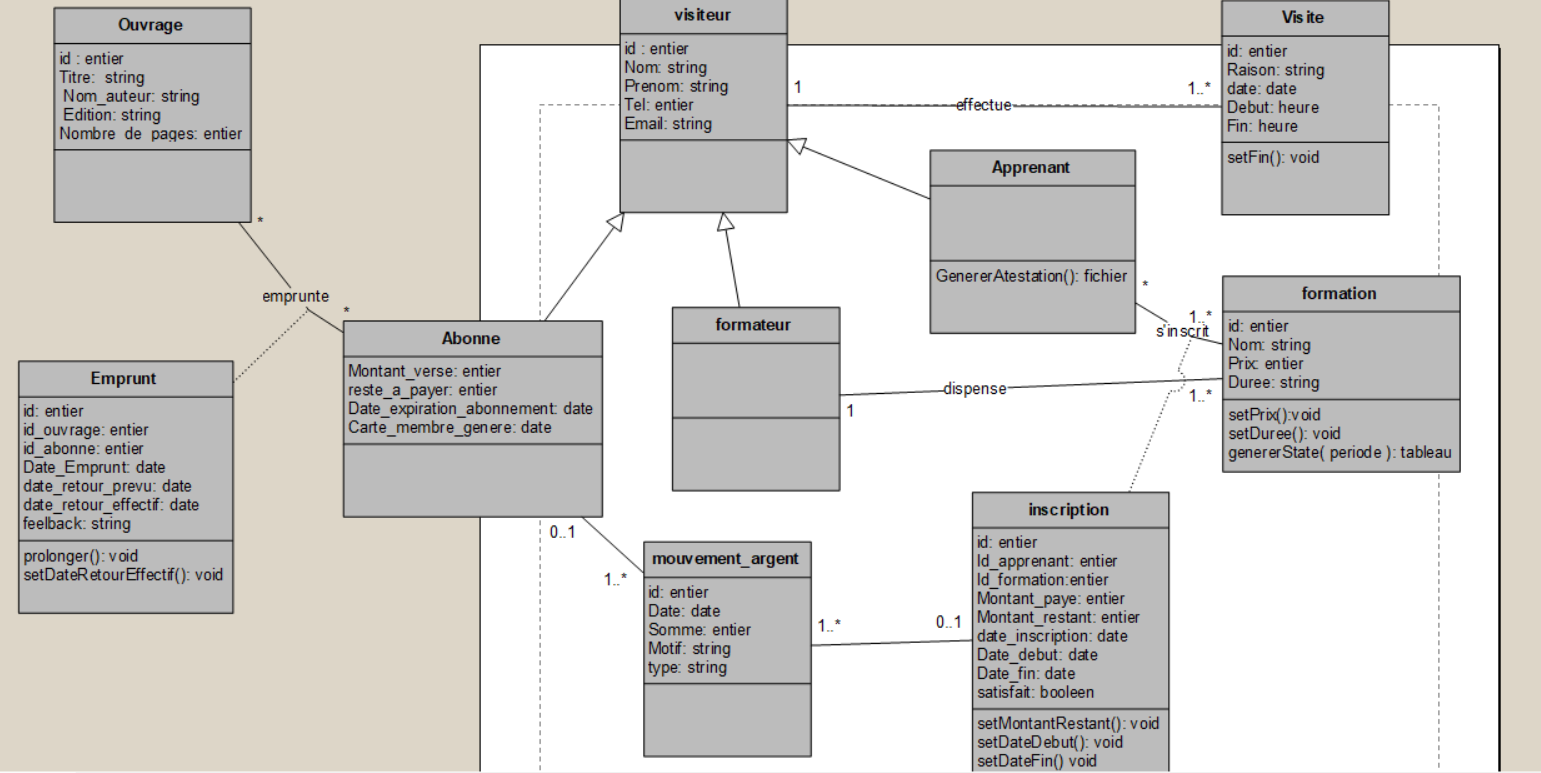 Ouvrage
id : entier
Titre: string
Nom_auteur: string
Edition: string
Nombre_de_pages: entier
visiteur
id : entier
Nom: string
Prenom: string
Tel: entier
Email: string
Visite
id: entier
Raison: string
date: date
Debut: heure
Fin: heure
setFin(): void
1
effectue
1..*
Apprenant
GenererAtestation(): fichier
*
s'inscrit
1..*
formation
id: entier
Nom: string
Prix: entier
Duree: string
setPrix():void
setDuree(): void
genererState( periode ): tableau
*
emprunte
*
Emprunt
id: entier
id_ouvrage: entier
id_abonne: entier
Date_Emprunt: date
date_retour_prevu: date
date_retour_effectif: date
feelback: string
prolonger(): void
setDateRetourEffectif(): void
Abonne
Montant_verse: entier
reste_a_payer: entier
Date_expiration_abonnement: date
Carte_membre_genere: date
formateur
1
dispense
1..*
0..1
1..*
mouvement_argent
id: entier
Date: date
Somme: entier
Motif: string
type: string
1..*
0..1
inscription
id: entier
Id_apprenant: entier
Id_formation:entier
Montant_paye: entier
Montant_restant: entier
date_inscription: date
Date_debut: date
Date_fin: date
satisfait: booleen
setMontantRestant(): void
setDateDebut(): void
setDateFin() void